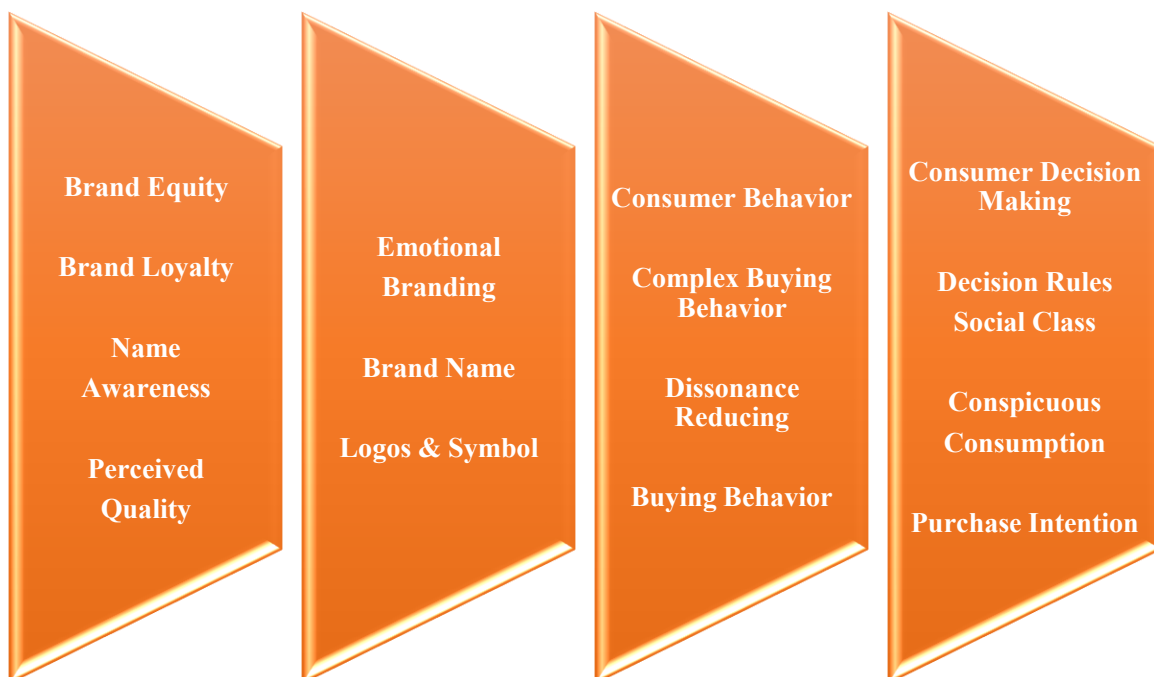 Brand Equity
Brand Loyalty
Name
Awareness
Perceived
Quality
Emotional
Branding
Brand Name
Logos & Symbol
Consumer Behavior
Complex Buying
Behavior
Dissonance
Reducing
Buying Behavior
Consumer Decision
Making
Decision Rules
Social Class
Conspicuous
Consumption
Purchase Intention